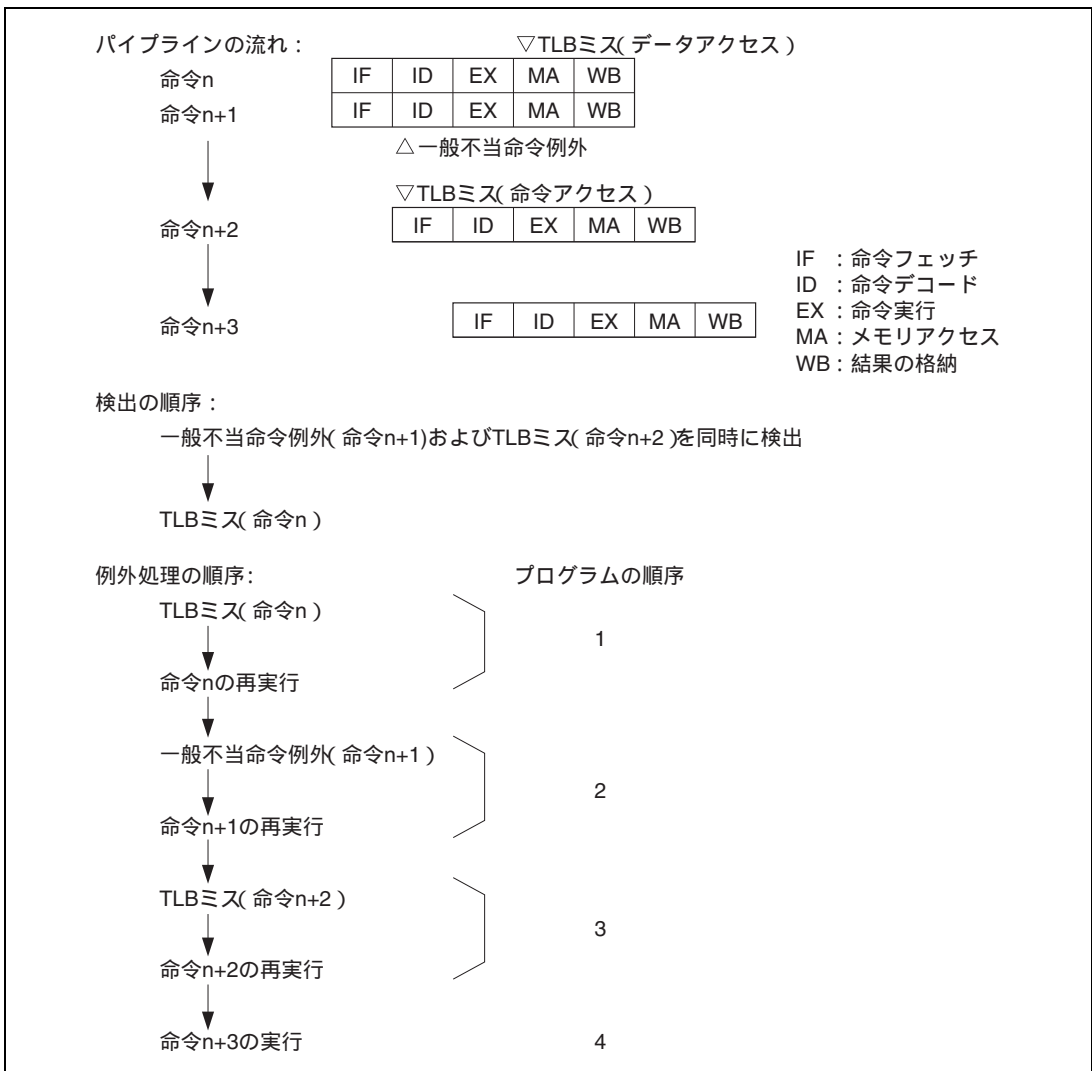 パイプラインの流れ：
▽TLBミス(データアクセス)
命令n IF ID EX MA WB
命令n+1 IF ID EX MA WB
△一般不当命令例外
▽TLBミス(命令アクセス)
命令n+2 IF ID EX MA WB
命令n+3 IF ID EX MA WB
IF ：命令フェッチ
ID ：命令デコード
EX：命令実行
MA：メモリアクセス
WB：結果の格納
検出の順序：
一般不当命令例外(命令n+1)およびTLBミス(命令n+2)を同時に検出
TLBミス(命令n)
例外処理の順序： プログラムの順序
TLBミス(命令n)
1
命令nの再実行
一般不当命令例外(命令n+1)
2
命令n+1の再実行
TLBミス(命令n+2)
3
命令n+2の再実行
命令n+3の実行 4